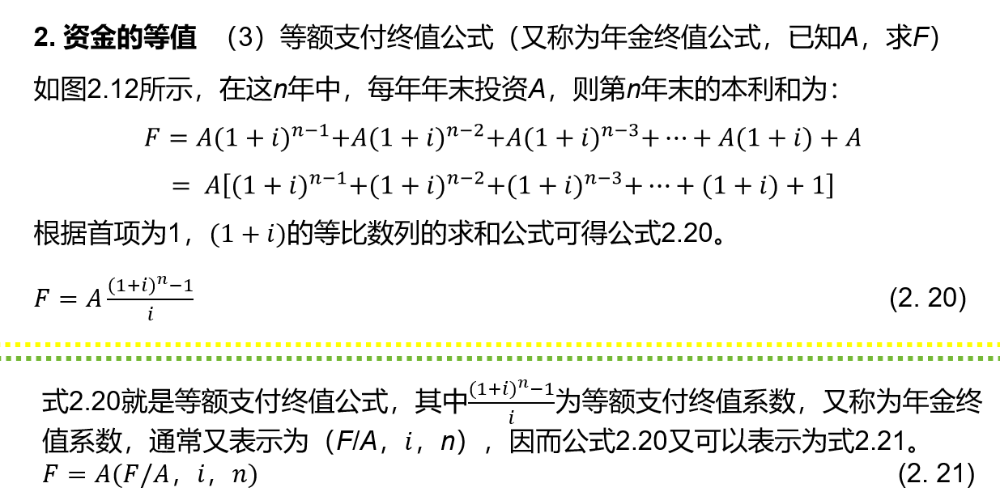 2. 资金的等值 （3）等额支付终值公式（又称为年金终值公式，已知A，求F）
如图2.12所示，在这n年中，每年年末投资A，则第n年末的本利和为：
F = A(1 + i)^{n−1}+A(1 + i)^{n−2}+A(1 + i)^{n−3}+ ⋯ + A(1 + i) + A
= A[(1 + i)^{n−1}+(1 + i)^{n−2}+(1 + i)^{n−3}+ ⋯ + (1 + i) + 1]
根据首项为1，(1 + i)的等比数列的求和公式可得公式2.20。
F = A \frac{(1+i)^n−1}{i} (2. 20)
式2.20就是等额支付终值公式，其中\frac{(1+i)^n−1}{i}为等额支付终值系数，又称为年金终
值系数，通常又表示为（F/A，i，n），因而公式2.20又可以表示为式2.21。
F = A(F/A，i，n) (2. 21)